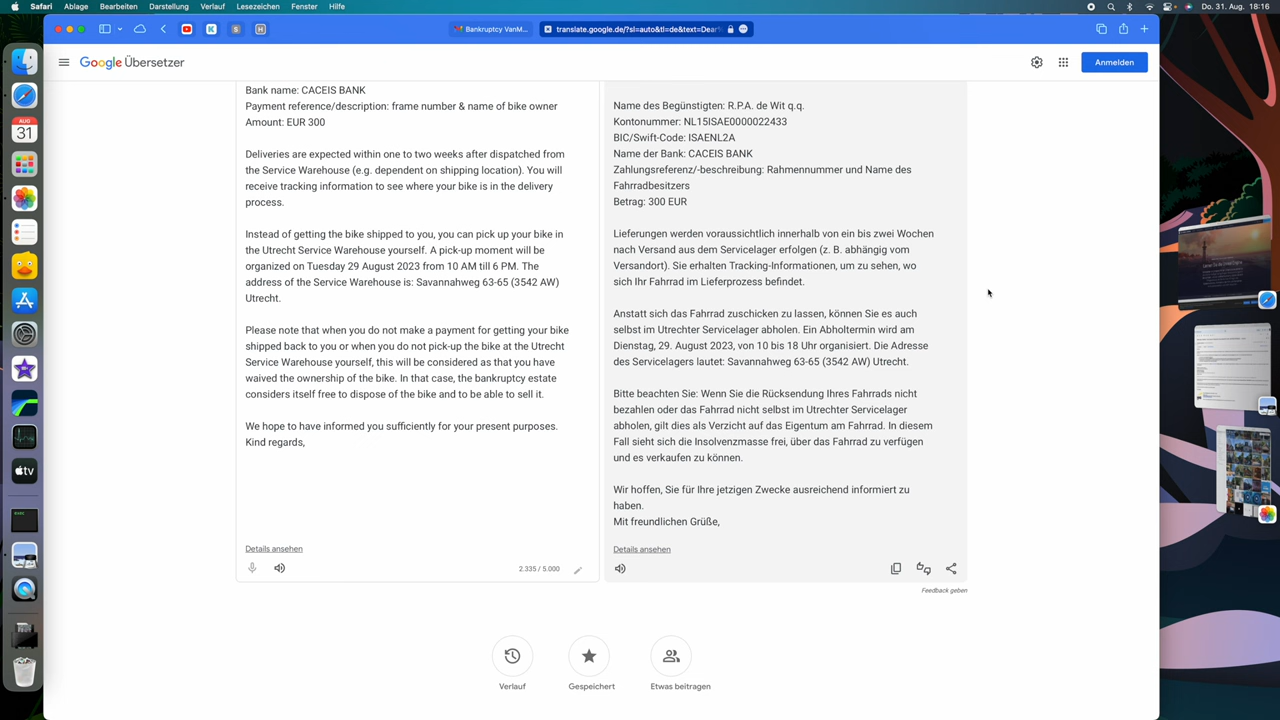 Safari Ablage Bearbeiten Darstellung Verlauf Lesezeichen Fenster Hilfe
Do. 31. Aug. 18:16
Bankruptcy VanM...
translate.google.de/?sl=auto&tl=de&text=Dear
Google Übersetzer
Anmelden
Bank name: CACEIS BANK
Payment reference/description: frame number & name of bike owner
Amount: EUR 300
Deliveries are expected within one to two weeks after dispatched from
the Service Warehouse (e.g. dependent on shipping location). You will
receive tracking information to see where your bike is in the delivery
process.
Instead of getting the bike shipped to you, you can pick up your bike in
the Utrecht Service Warehouse yourself. A pick-up moment will be
organized on Tuesday 29 August 2023 from 10 AM till 6 PM. The
address of the Service Warehouse is: Savannahweg 63-65 (3542 AW)
Utrecht.
Please note that when you do not make a payment for getting your bike
shipped back to you or when you do not pick-up the bike at the Utrecht
Service Warehouse yourself, this will be considered as that you have
waived the ownership of the bike. In that case, the bankruptcy estate
considers itself free to dispose of the bike and to be able to sell it.
We hope to have informed you sufficiently for your present purposes.
Kind regards,
Details ansehen
2.335 / 5.000
Name des Begünstigten: R.P.A. de Wit q.q.
Kontonummer: NL15ISAE0000022433
BIC/Swift-Code: ISAENL2A
Name der Bank: CACEIS BANK
Zahlungsreferenz/-beschreibung: Rahmennummer und Name des
Fahrradbesitzers
Betrag: 300 EUR
Lieferungen werden voraussichtlich innerhalb von ein bis zwei Wochen
nach Versand aus dem Servicelager erfolgen (z. B. abhängig vom
Versandort). Sie erhalten Tracking-Informationen, um zu sehen, wo
sich Ihr Fahrrad im Lieferprozess befindet.
Anstatt sich das Fahrrad zuschicken zu lassen, können Sie es auch
selbst im Utrechter Servicelager abholen. Ein Abholtermin wird am
Dienstag, 29. August 2023, von 10 bis 18 Uhr organisiert. Die Adresse
des Servicelagers lautet: Savannahweg 63-65 (3542 AW) Utrecht.
Bitte beachten Sie: Wenn Sie die Rücksendung Ihres Fahrrads nicht
bezahlen oder das Fahrrad nicht selbst im Utrechter Servicelager
abholen, gilt dies als Verzicht auf das Eigentum am Fahrrad. In diesem
Fall sieht sich die Insolvenzmasse frei, über das Fahrrad zu verfügen
und es verkaufen zu können.
Wir hoffen, Sie für Ihre jetzigen Zwecke ausreichend informiert zu
haben.
Mit freundlichen Grüße,
Details ansehen
Feedback geben
Verlauf
Gespeichert
Etwas beitragen
AUG
31
tv